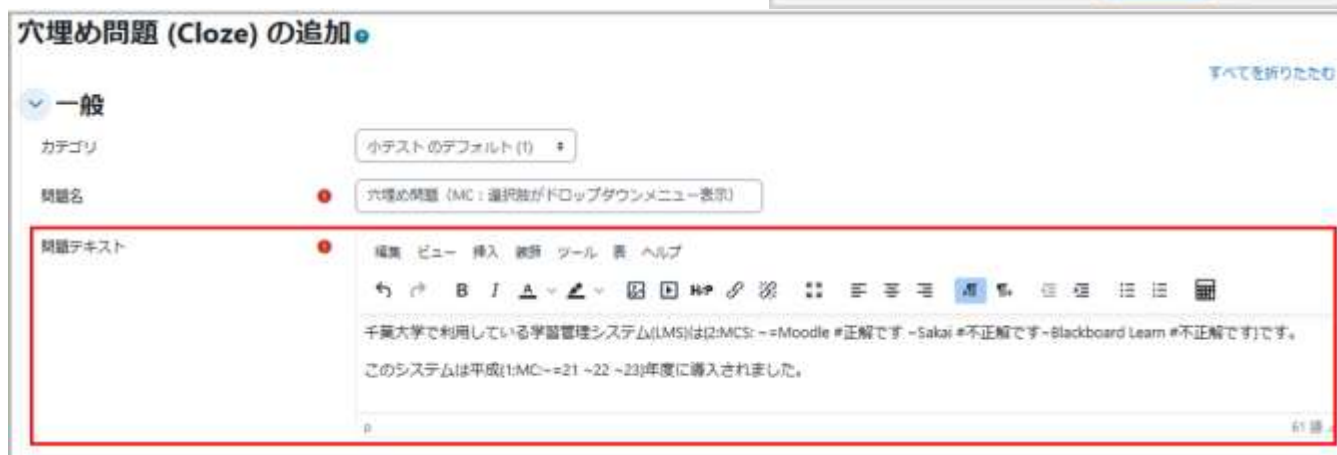 穴埋め問題 (Cloze) の追加
すべてを折りたたむ
一般
カテゴリ
小テスト のデフォルト (1)
問題名
穴埋め問題（MC：選択肢がドロップダウンメニュー表示）
問題テキスト
編集 ビュー 挿入 書式 ツール 表 ヘルプ
B I A H-P
千葉大学で利用している学習管理システム(LMS)は{2:MCS: ~=Moodle #正解です ~Sakai #不正解です~Blackboard Learn #不正解です}です。
このシステムは平成{1:MC:~=21 ~22 ~23}年度に導入されました。
p
61 語